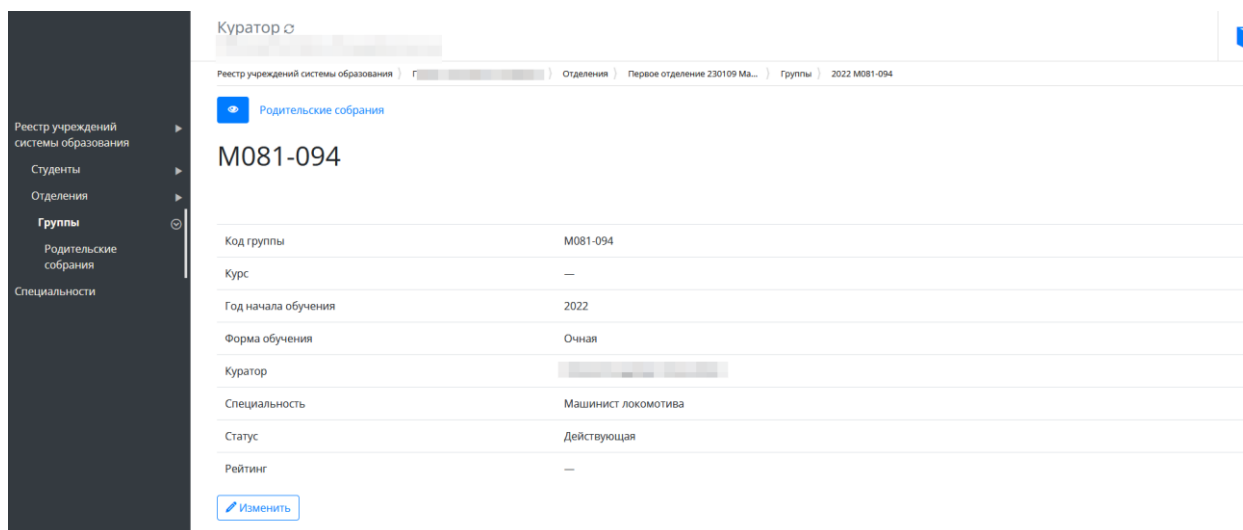 Куратор
Реестр учреждений системы образования
Отделения
Первое отделение 230109 Ма...
Группы
2022 М081-094
Родительские собрания
Реестр учреждений
системы образования
Студенты
Отделения
Группы
Родительские
собрания
Специальности
М081-094
Код группы М081-094
Курс —
Год начала обучения 2022
Форма обучения Очная
Куратор
Специальность Машинист локомотива
Статус Действующая
Рейтинг —
Изменить